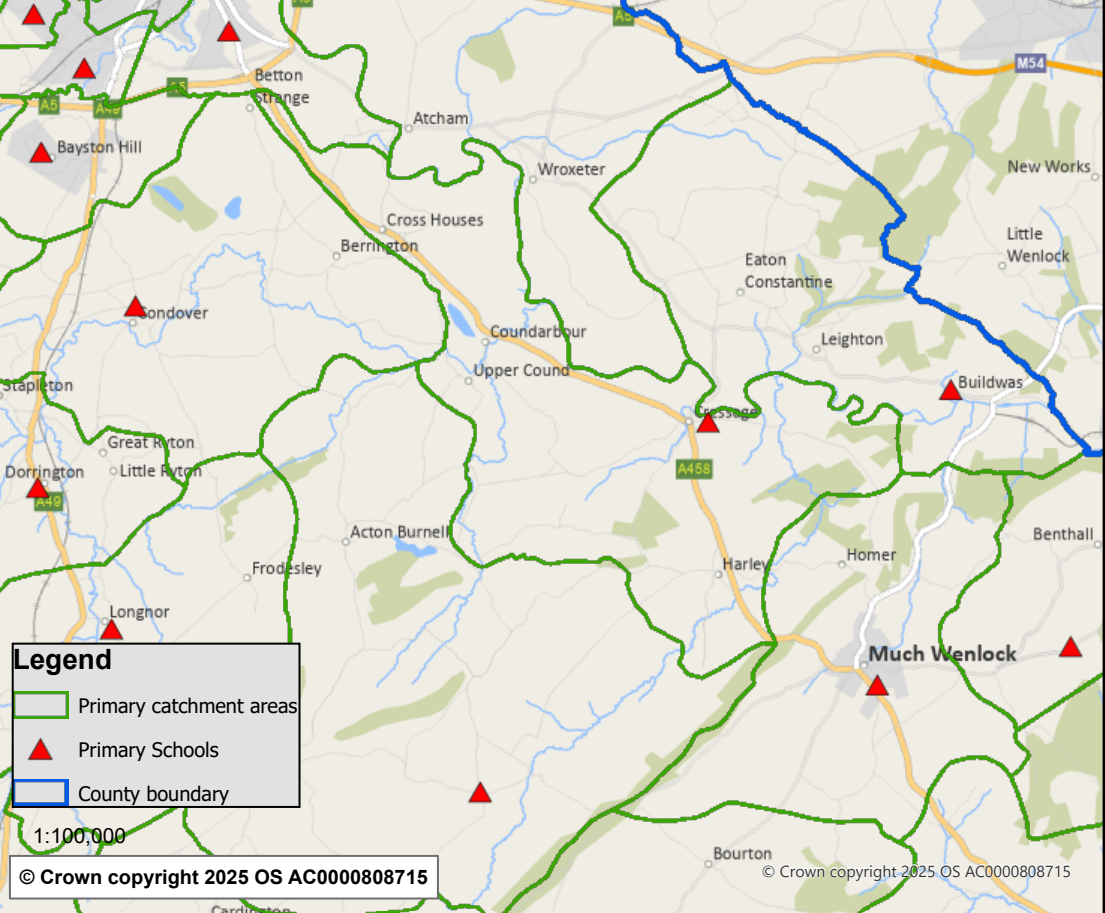 A5
A5
M54
Betton
Strange
A5
A5
A49
Atcham
Bayston Hill
Wroxeter
New Works
Cross Houses
Berrington
Little
Wenlock
Eaton
Constantine
Condover
Coundarbour
Leighton
Upper Cound
Stapleton
Buildwas
Cressage
Great Ryton
Dorrington
Little Ryton
A458
A49
Acton Burnell
Benthall
Frodesley
Harley
Homer
Longnor
Much Wenlock
Legend
Primary catchment areas
Primary Schools
County boundary
1:100,000
Bourton
© Crown copyright 2025 OS AC0000808715
© Crown copyright 2025 OS AC0000808715
Cardington